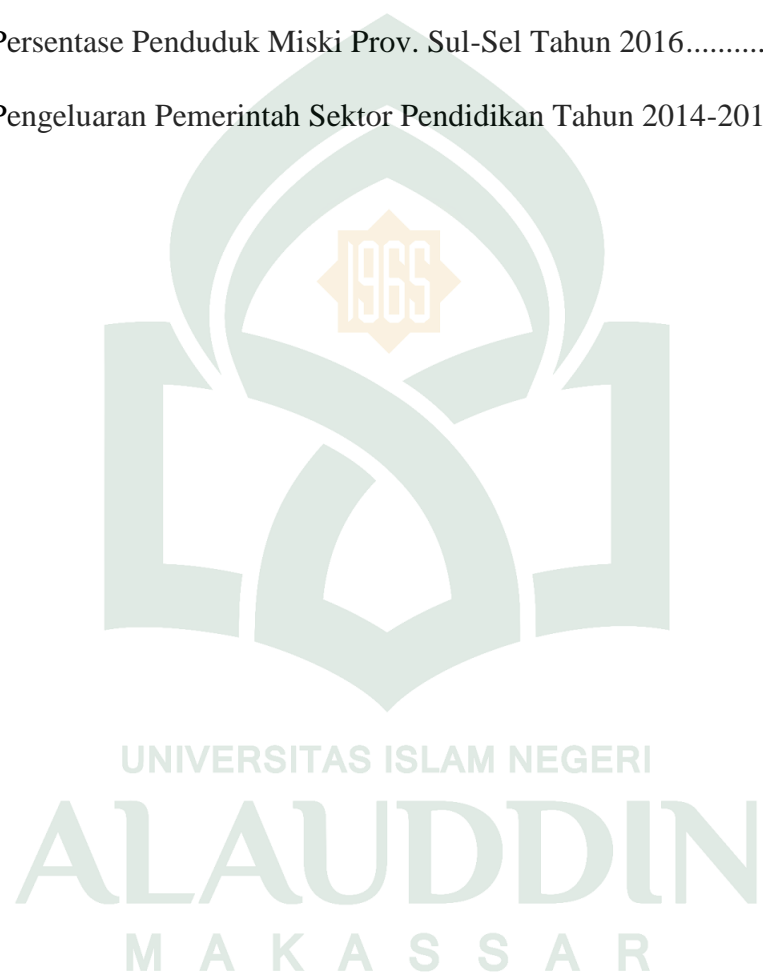 Persentase Penduduk Miski Prov. Sul-Sel Tahun 2016..........
Pengeluaran Pemerintah Sektor Pendidikan Tahun 2014-201
1965
UNIVERSITAS ISLAM NEGERI
ALAUDDIN
MAKASSAR